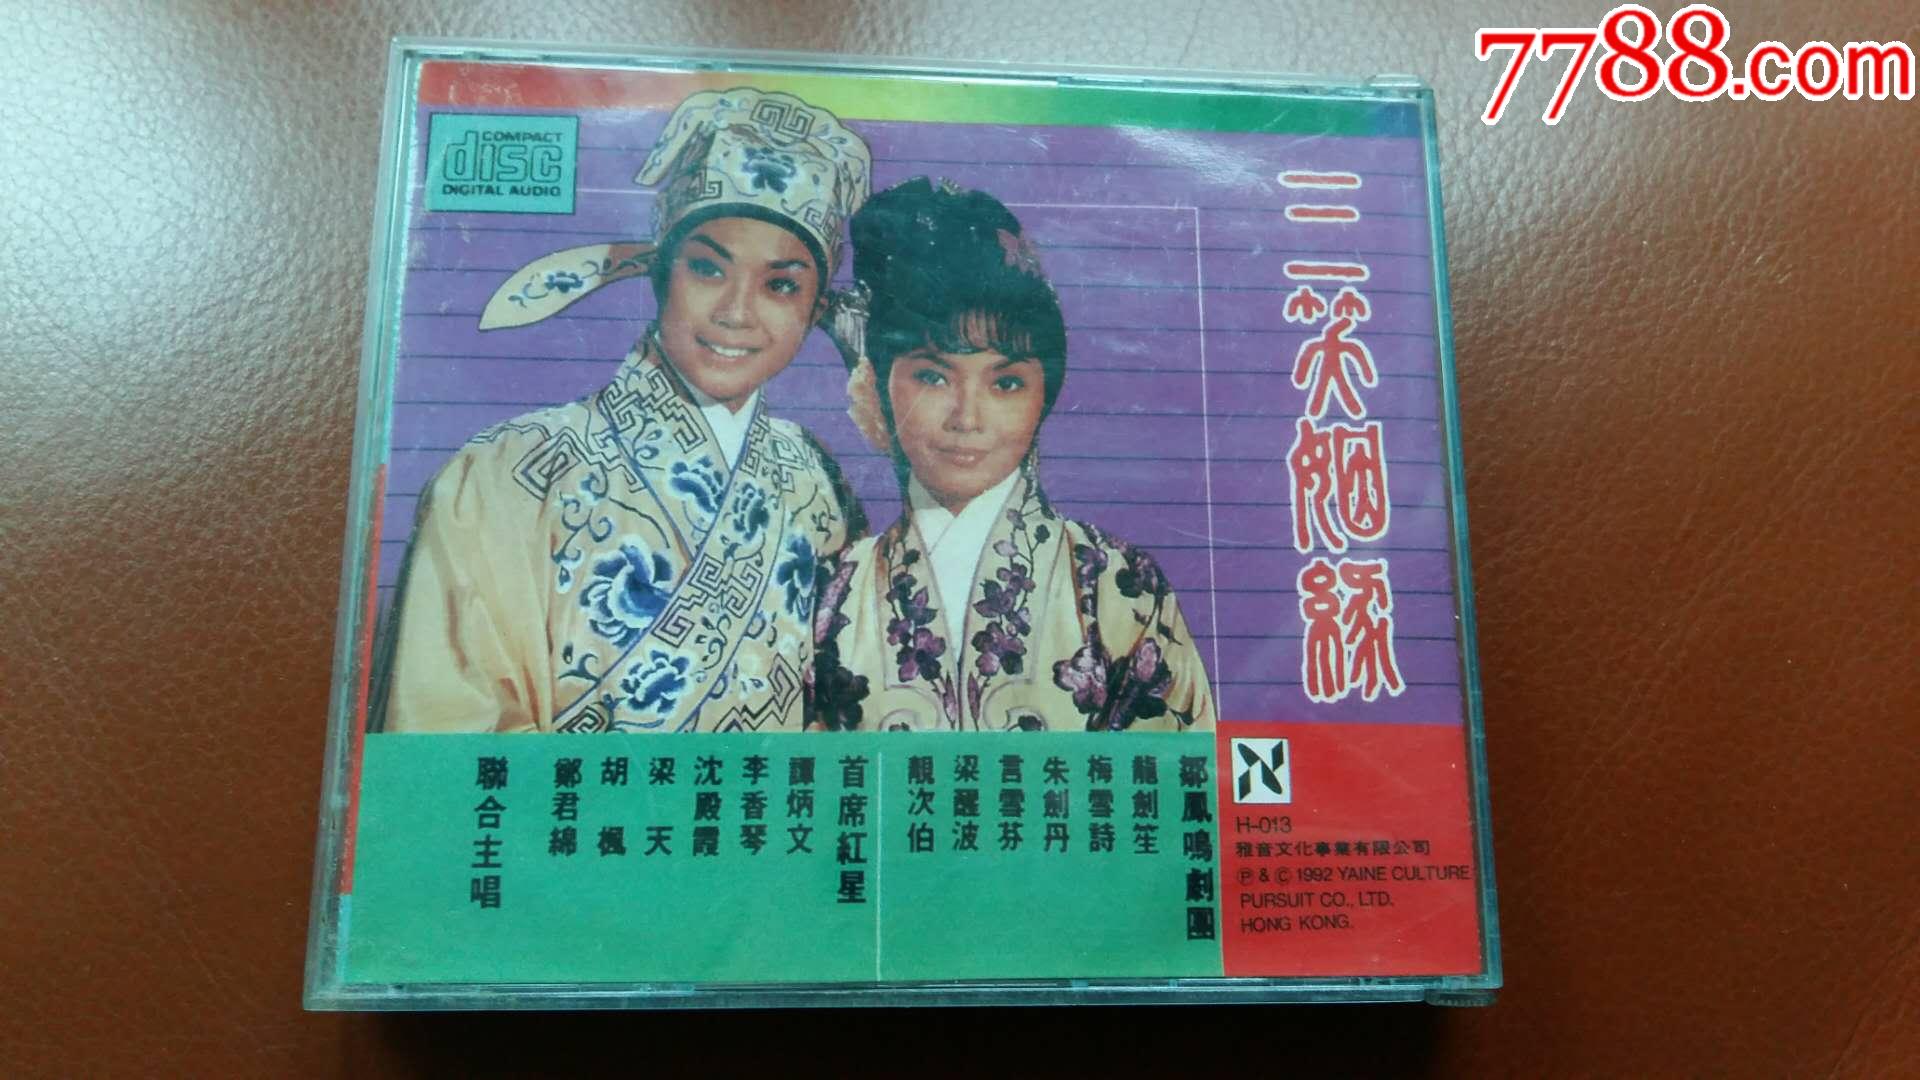 7788.com
COMPACT
disc
DIGITAL AUDIO
三笑姻緣
鄒鳳鳴劇團
龍劍笙
梅雪詩
朱劍丹
言雪芬
梁醒波
靚次伯
首席紅星
譚炳文
李香琴
沈殿霞
梁天
胡楓
鄭君綿
聯合主唱
H-013
雅音文化事業有限公司
Ⓟ & © 1992 YAINE CULTURE
PURSUIT CO., LTD.
HONG KONG.